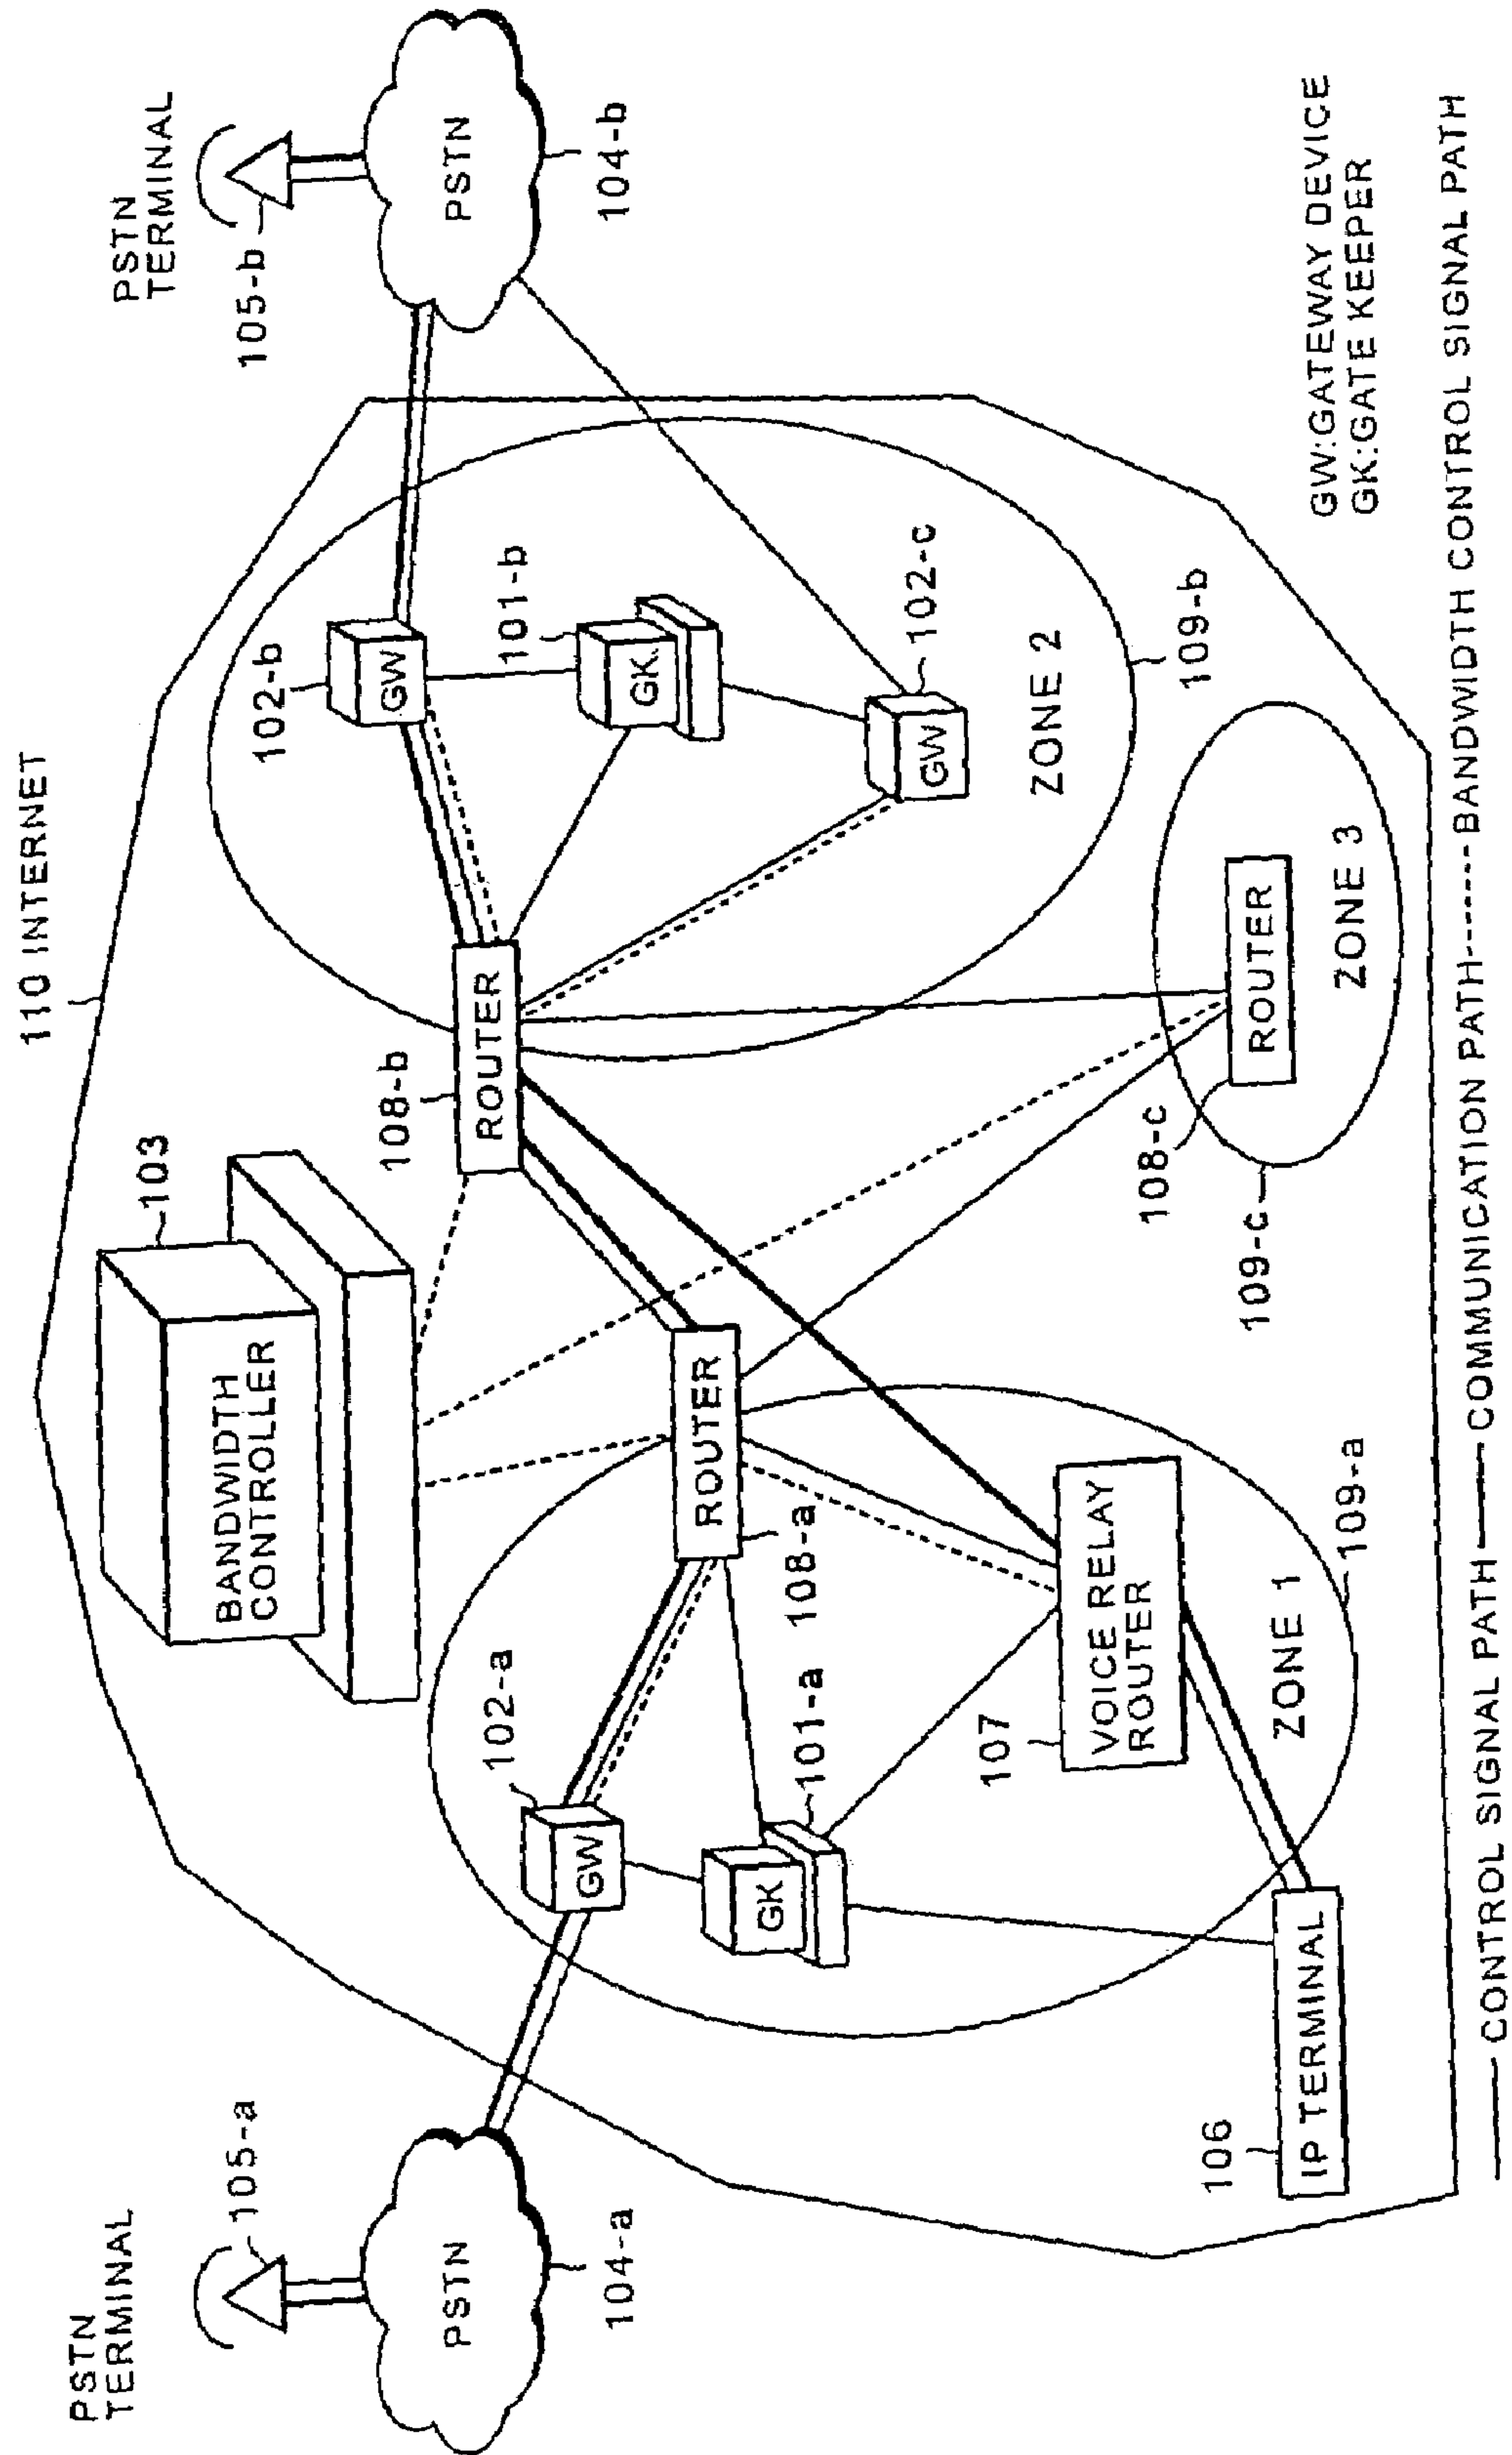 PSTN
TERMINAL
105-a
PSTN
104-a
110 INTERNET
BANDWIDTH
CONTROLLER
103
PSTN
TERMINAL
105-b
PSTN
104-b
102-a
GW
101-a
GK
ROUTER
108-a
107
VOICE RELAY
ROUTER
ZONE 1
109-a
106
IP TERMINAL
108-b
ROUTER
102-b
GW
101-b
GK
102-c
GW
ZONE 2
109-b
108-c
ROUTER
ZONE 3
109-c
GW:GATEWAY DEVICE
GK:GATE KEEPER
CONTROL SIGNAL PATH COMMUNICATION PATH BANDWIDTH CONTROL SIGNAL PATH